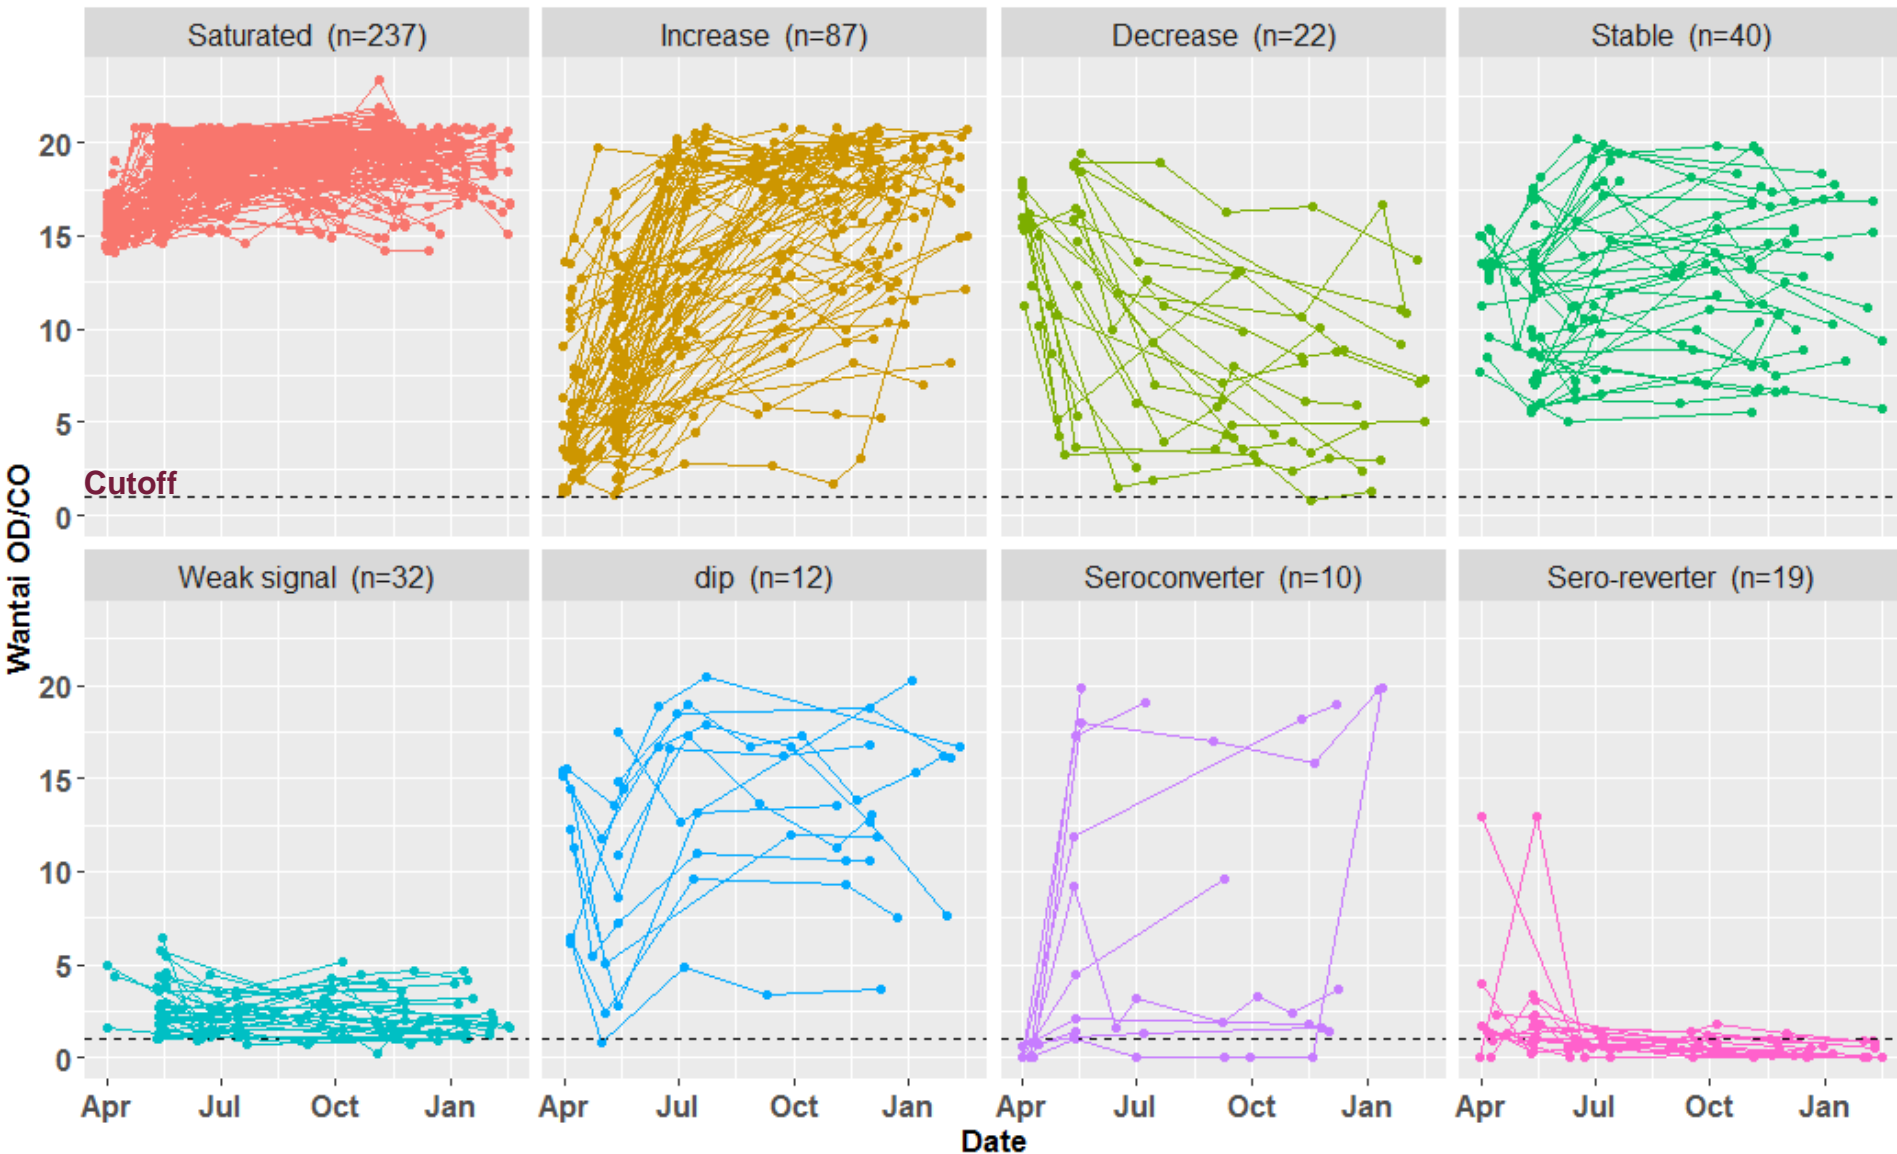 Saturated (n=237)
Increase (n=87)
Decrease (n=22)
Stable (n=40)
20
15
10
5
0
Cutoff
Wantai OD/CO
Weak signal (n=32)
dip (n=12)
Seroconverter (n=10)
Sero-reverter (n=19)
20
15
10
5
0
Apr Jul Oct Jan
Apr Jul Oct Jan
Apr Jul Oct Jan
Apr Jul Oct Jan
Date